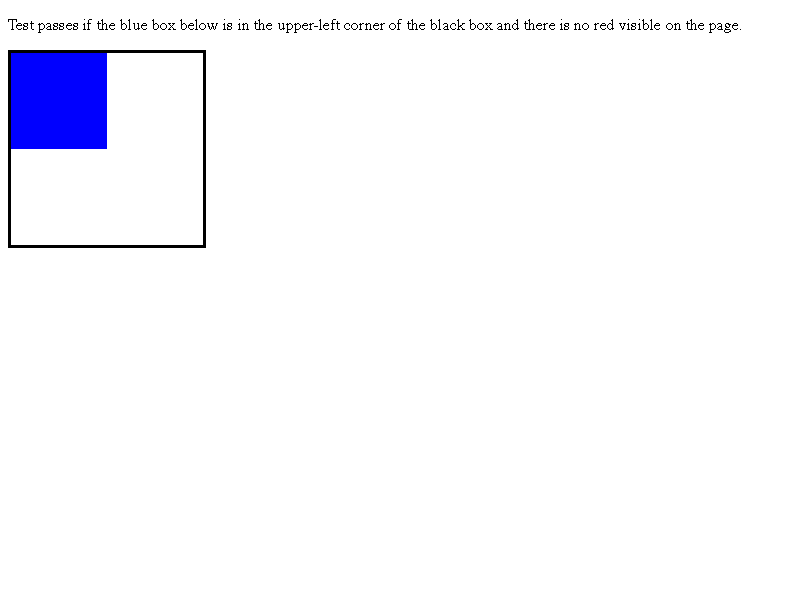 Test passes if the blue box below is in the upper-left corner of the black box and there is no red visible on the page.